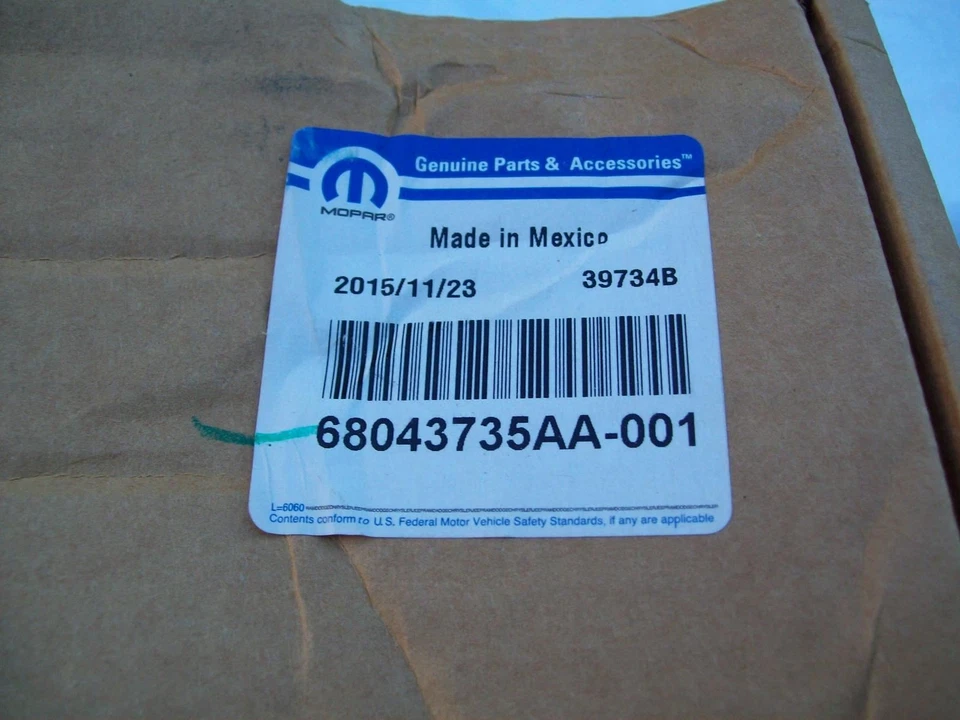 Genuine Parts & Accessories™
MOPAR®
Made in Mexico
2015/11/23 39734B
68043735AA-001
L=6060
Contents conform to U.S. Federal Motor Vehicle Safety Standards, if any are applicable